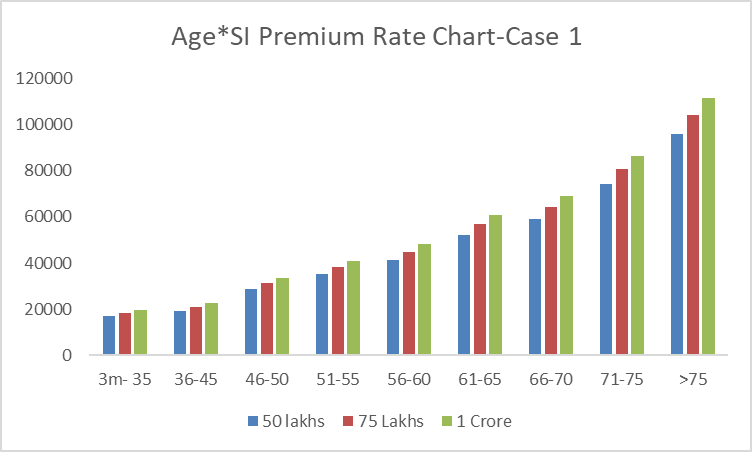 Age*SI Premium Rate Chart-Case 1
120000
100000
80000
60000
40000
20000
0
3m- 35 36-45 46-50 51-55 56-60 61-65 66-70 71-75 >75
50 lakhs 75 Lakhs 1 Crore